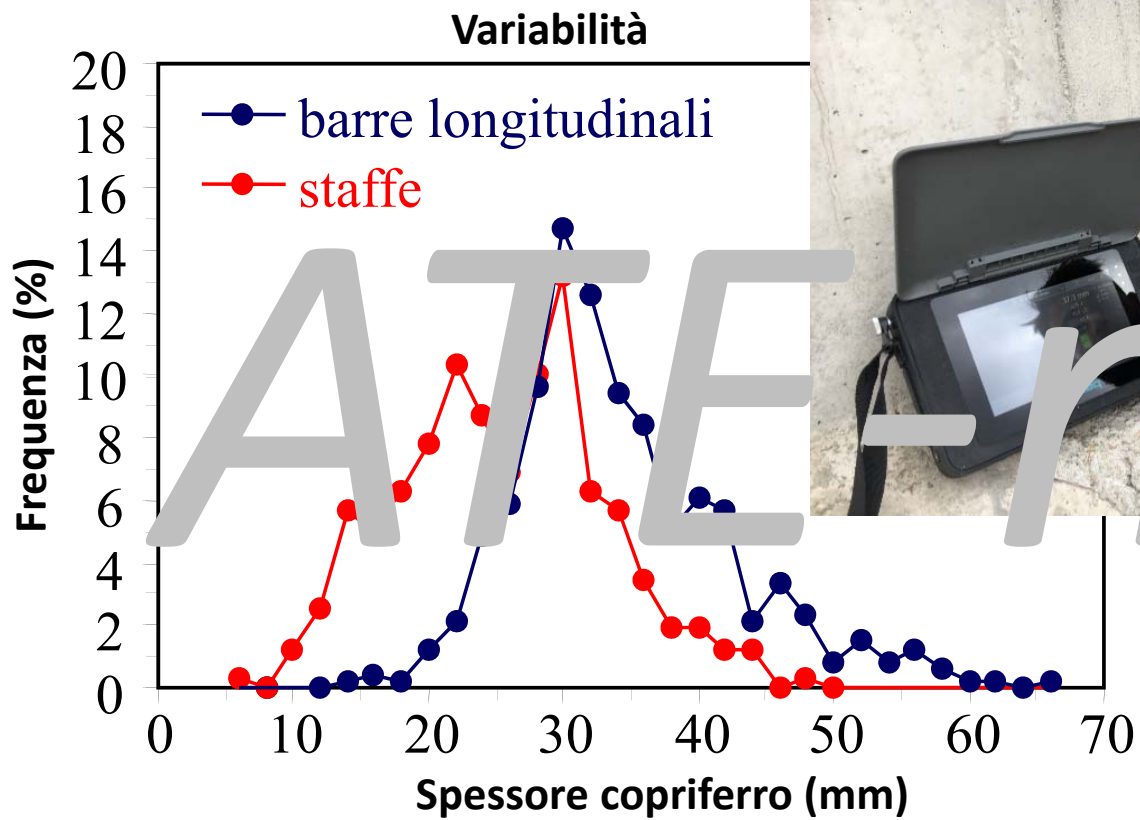 Variabilità
20
18
16
14
12
10
8
6
4
2
0
barre longitudinali
staffe
Frequenza (%)
0 10 20 30 40 50 60 70
Spessore copriferro (mm)
ATE -